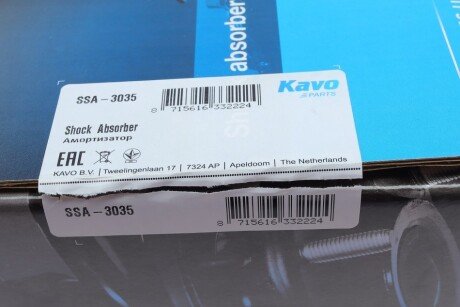 absorber
SSA - 3035
8 715616 332224
Kavo
PARTS
Shock Absorber
Амортизатор
EAC
KAVO B.V. | Tweelingenlaan 17 | 7324 AP | Apeldoorn | The Netherlands
SSA - 3035
8 715616 332224